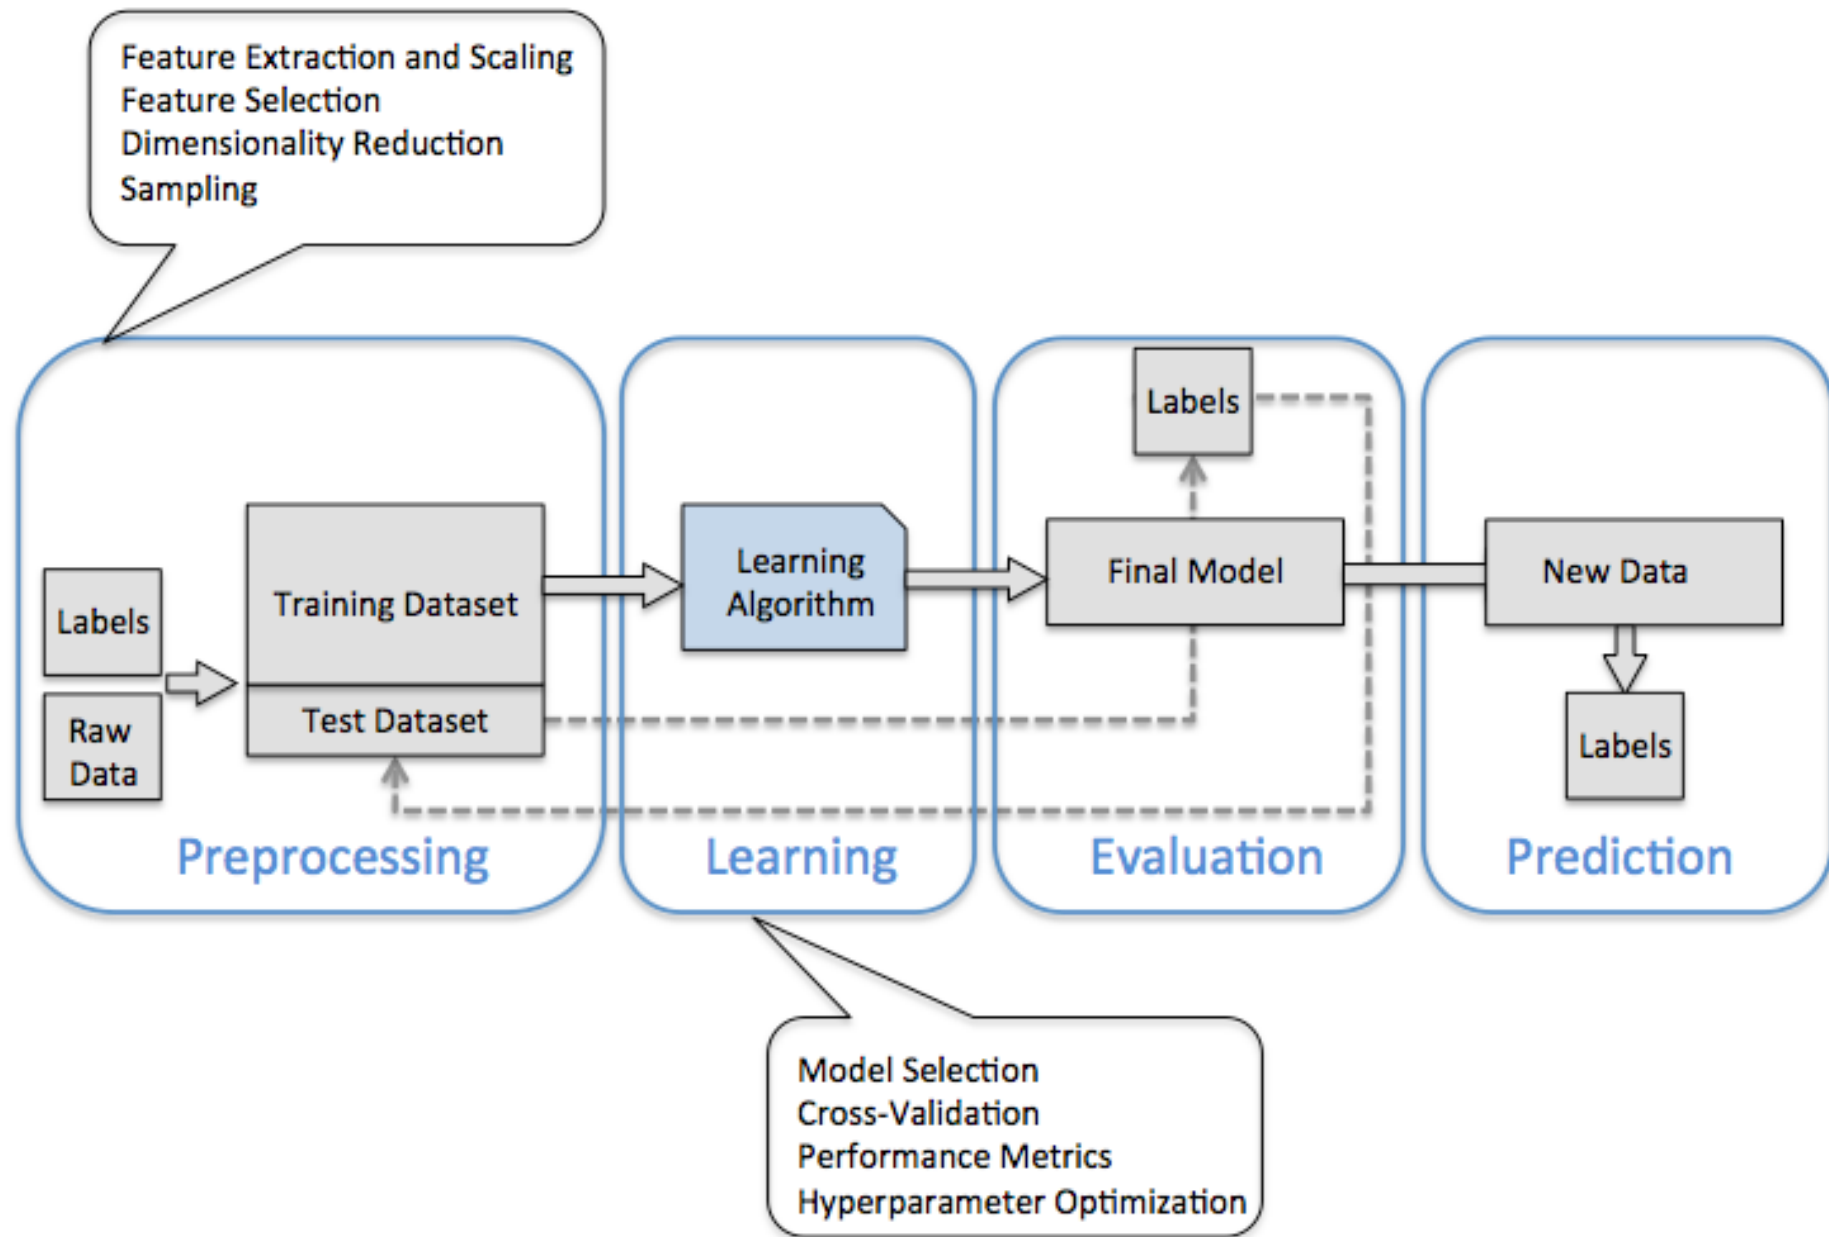 Feature Extraction and Scaling
Feature Selection
Dimensionality Reduction
Sampling
Labels
Raw
Data
Training Dataset
Test Dataset
Preprocessing
Learning
Algorithm
Learning
Labels
Final Model
Evaluation
New Data
Labels
Prediction
Model Selection
Cross-Validation
Performance Metrics
Hyperparameter Optimization